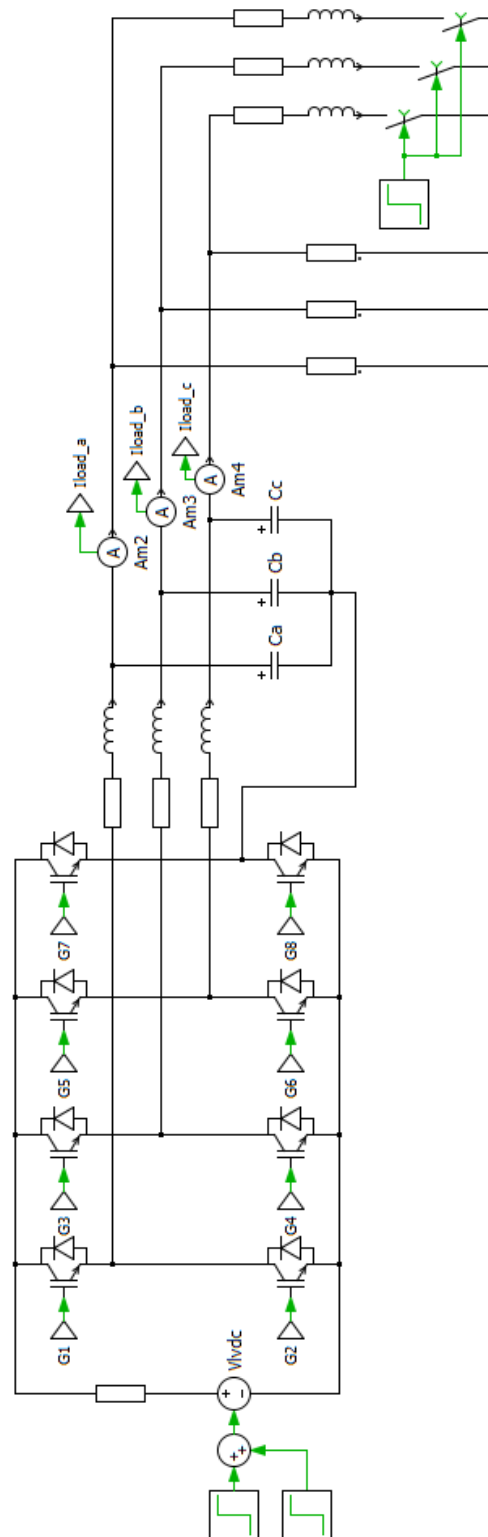 Iload_a
Iload_b
Iload_c
A
Am2
A
Am3
A
Am4
+
Ca
+
Cb
+
Cc
G7
G8
G5
G6
G3
G4
G1
G2
Vlvdc
+
-
+
+